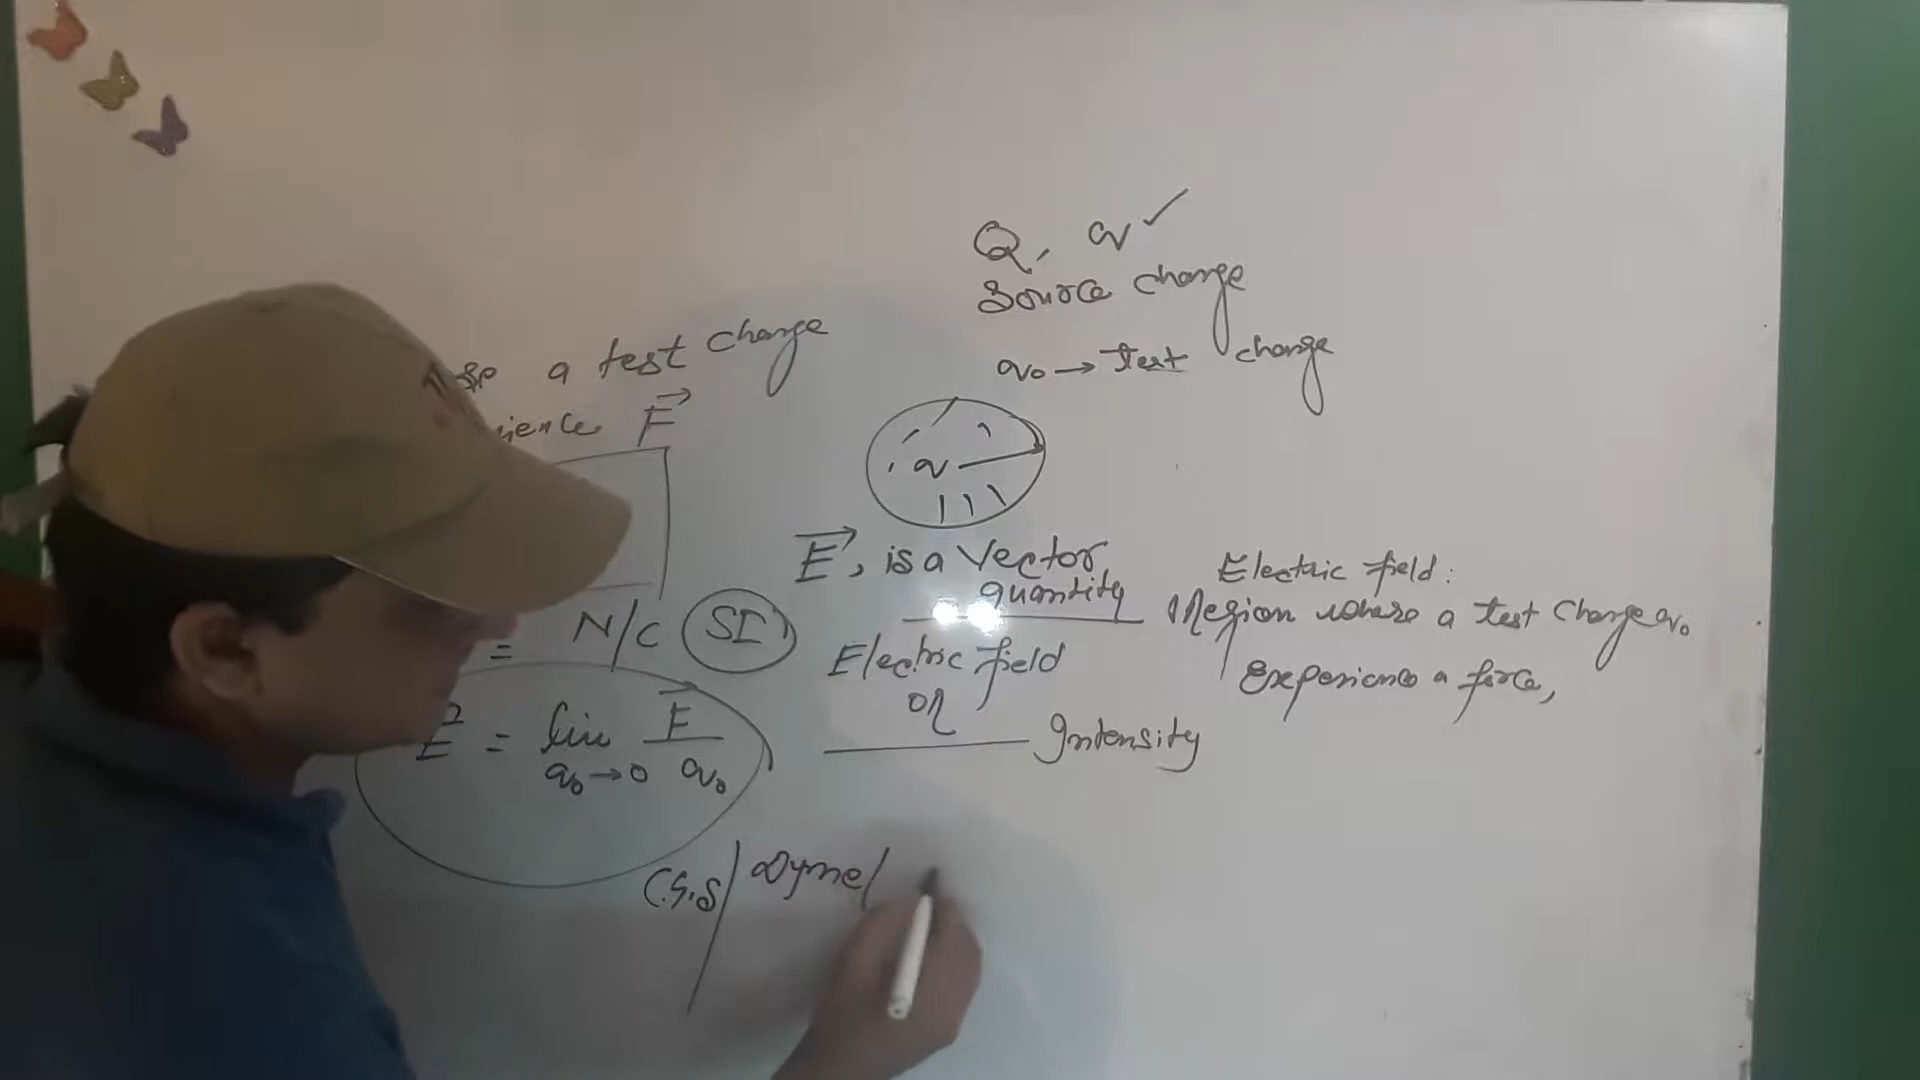 Q, q ✓
Source charge
q₀ → test charge
a test charge
F⃗
q
E⃗, is a Vector
quantity
= N/C SI
Electric field
OR
Intensity
E⃗ = lim F⃗/q₀
q₀→0
Electric field:
Region where a test charge q₀
Experience a force,
C.G.S / Dyne/